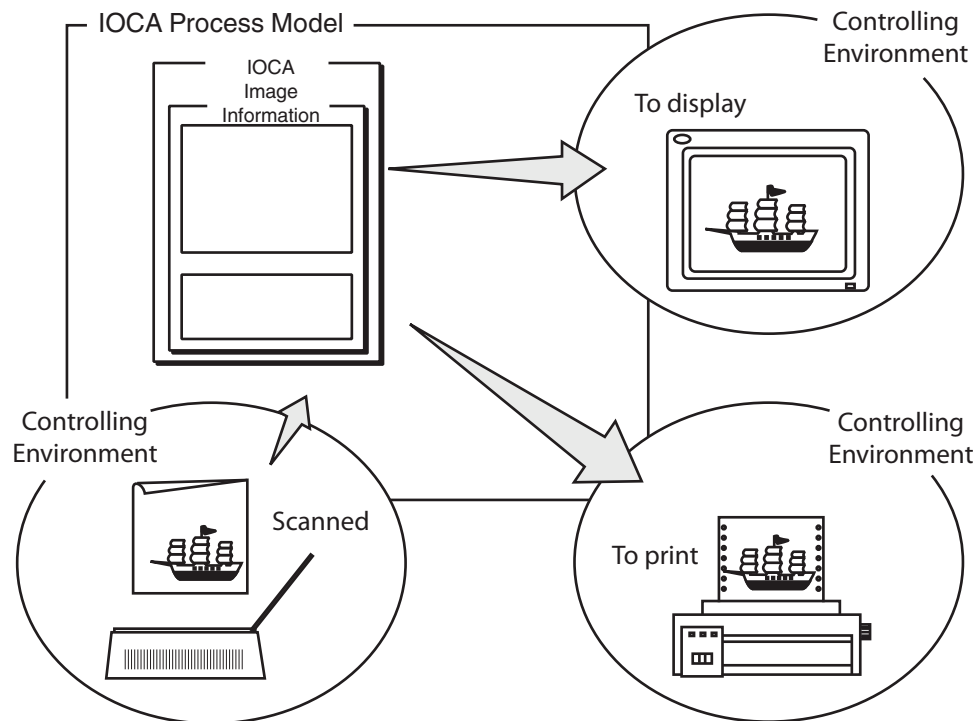 IOCA Process Model
IOCA
Image
Information
Controlling
Environment
To display
Controlling
Environment
Scanned
Controlling
Environment
To print